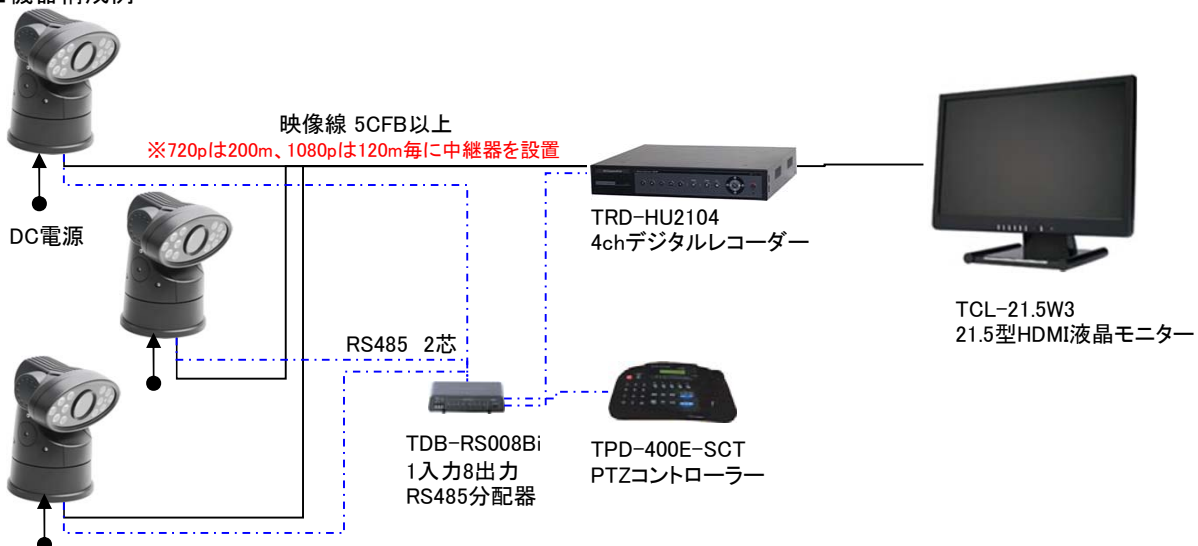 機器構成例
映像線 5CFB以上
※720pは200m、1080pは120m毎に中継器を設置
DC電源
TRD-HU2104
4chデジタルレコーダー
TCL-21.5W3
21.5型HDMI液晶モニター
RS485 2芯
TDB-RS008Bi
1入力8出力
RS485分配器
TPD-400E-SCT
PTZコントローラー